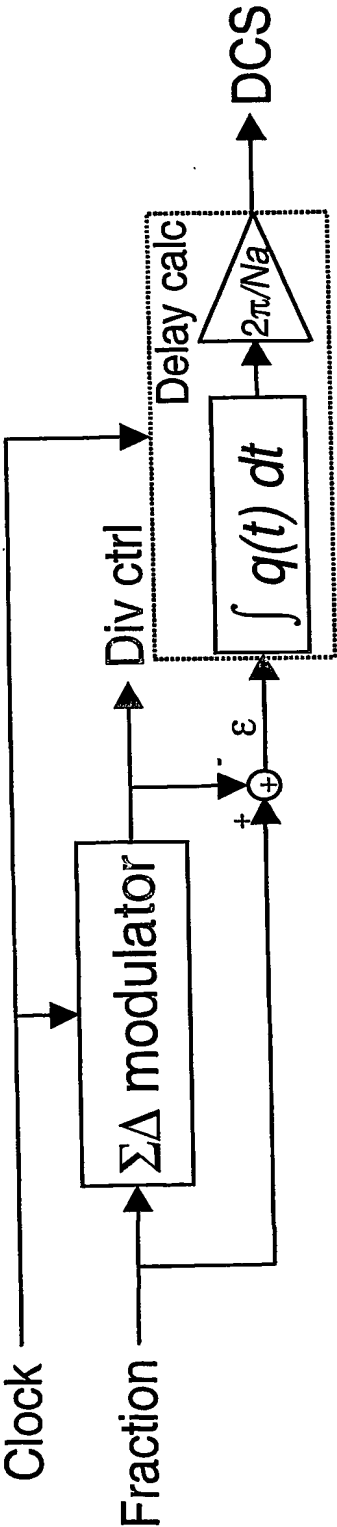 Clock
Fraction
ΣΔ modulator
Div ctrl
+
-
+
ε
Delay calc
∫ q(t) dt
2π/Na
DCS